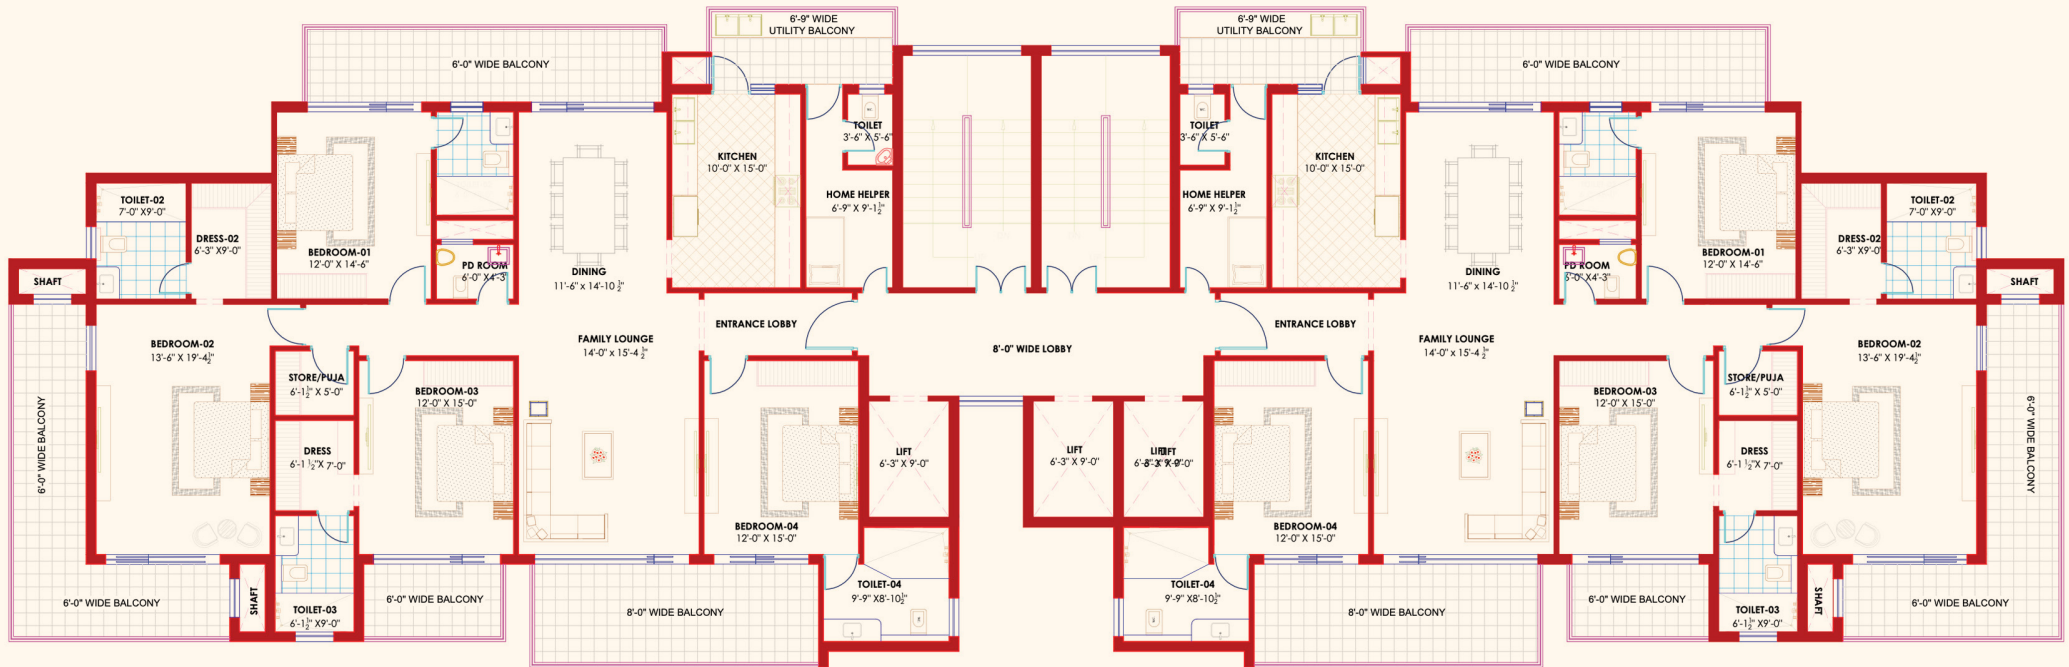 6'-9" WIDE
UTILITY BALCONY
6'-9" WIDE
UTILITY BALCONY
6'-0" WIDE BALCONY
6'-0" WIDE BALCONY
TOILET
3'-6" X 5'-6"
TOILET
3'-6" X 5'-6"
KITCHEN
10'-0" X 15'-0"
KITCHEN
10'-0" X 15'-0"
HOME HELPER
6'-9" X 9'-1½"
HOME HELPER
6'-9" X 9'-1½"
TOILET-02
7'-0" X9'-0"
TOILET-02
7'-0" X9'-0"
DRESS-02
6'-3" X9'-0"
DRESS-02
6'-3" X9'-0"
BEDROOM-01
12'-0" X 14'-6"
BEDROOM-01
12'-0" X 14'-6"
PD ROOM
6'-0" X4'-3"
PD ROOM
6'-0" X4'-3"
DINING
11'-6" X 14'-10 ½"
DINING
11'-6" X 14'-10 ½"
SHAFT
SHAFT
ENTRANCE LOBBY
ENTRANCE LOBBY
FAMILY LOUNGE
14'-0" X 15'-4 ½"
FAMILY LOUNGE
14'-0" X 15'-4 ½"
8'-0" WIDE LOBBY
BEDROOM-02
13'-6" X 19'-4½"
BEDROOM-02
13'-6" X 19'-4½"
STORE/PUJA
6'-1½" X 5'-0"
STORE/PUJA
6'-1½" X 5'-0"
BEDROOM-03
12'-0" X 15'-0"
BEDROOM-03
12'-0" X 15'-0"
6'-0" WIDE BALCONY
6'-0" WIDE BALCONY
DRESS
6'-1 ½"X 7'-0"
DRESS
6'-1 ½"X 7'-0"
LIFT
6'-3" X 9'-0"
LIFT
6'-3" X 9'-0"
LIFT
BEDROOM-04
12'-0" X 15'-0"
BEDROOM-04
12'-0" X 15'-0"
TOILET-04
9'-9" X8'-10½"
TOILET-04
9'-9" X8'-10½"
6'-0" WIDE BALCONY
SHAFT
TOILET-03
6'-1½"X9'-0"
6'-0" WIDE BALCONY
8'-0" WIDE BALCONY
8'-0" WIDE BALCONY
6'-0" WIDE BALCONY
TOILET-03
6'-1½"X9'-0"
SHAFT
6'-0" WIDE BALCONY